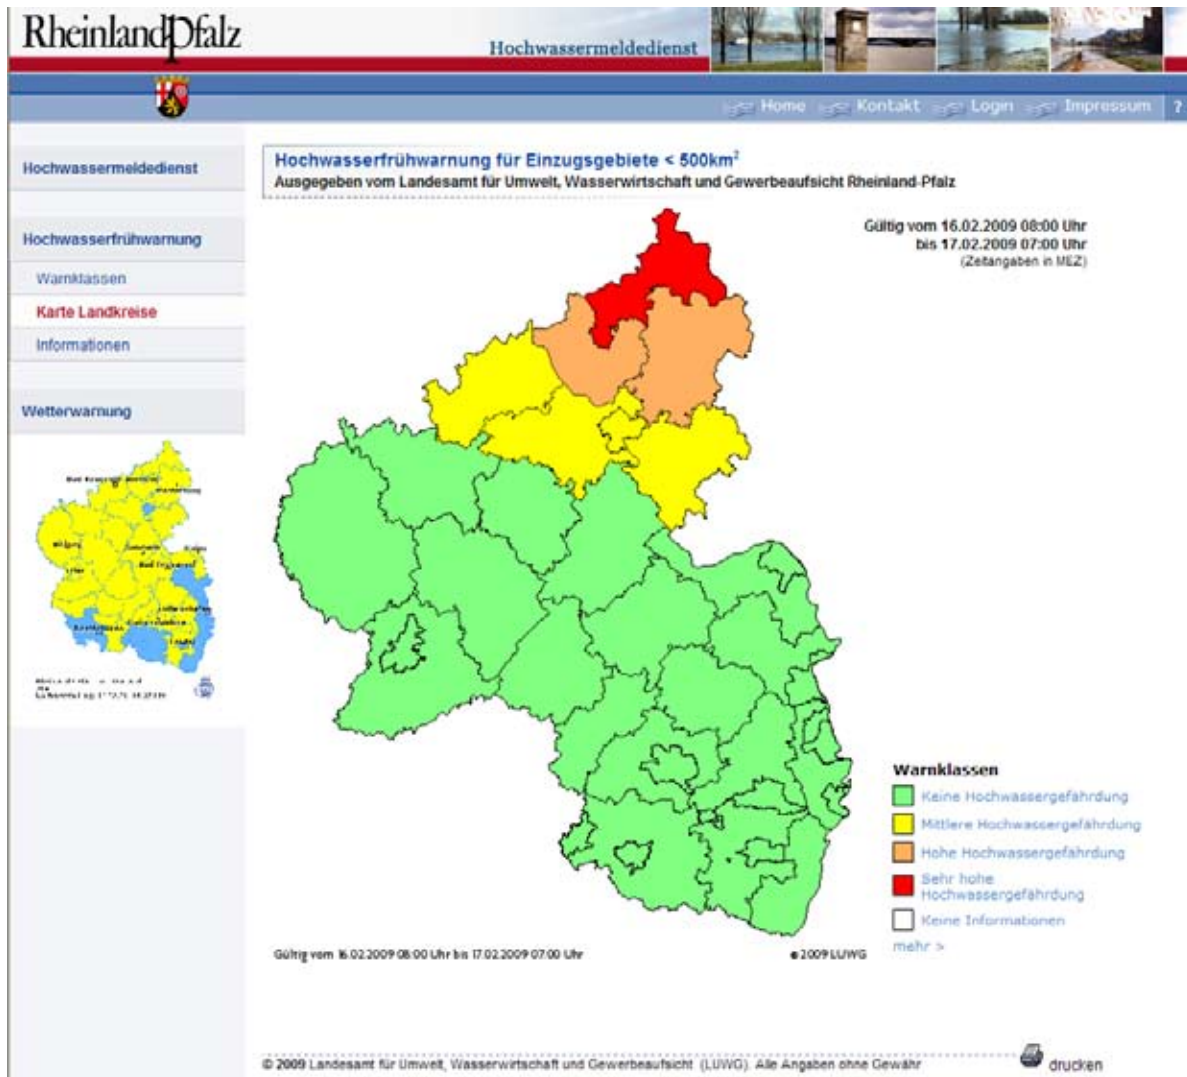 RheinlandPfalz
Hochwassermeldedienst
Home Kontakt Login Impressum ?
Hochwassermeldedienst
Hochwasserfrühwarnung
Warnklassen
Karte Landkreise
Informationen
Wetterwarnung
Hochwasserfrühwarnung für Einzugsgebiete < 500km²
Ausgegeben vom Landesamt für Umwelt, Wasserwirtschaft und Gewerbeaufsicht Rheinland-Pfalz
Gültig vom 16.02.2009 08:00 Uhr
bis 17.02.2009 07:00 Uhr
(Zeitangaben in MEZ)
Warnklassen
Keine Hochwassergefährdung
Mittlere Hochwassergefährdung
Hohe Hochwassergefährdung
Sehr hohe
Hochwassergefährdung
Keine Informationen
mehr >
Gültig vom 16.02.2009 08:00 Uhr bis 17.02.2009 07:00 Uhr
© 2009 LUWG
© 2009 Landesamt für Umwelt, Wasserwirtschaft und Gewerbeaufsicht (LUWG). Alle Angaben ohne Gewähr
drucken